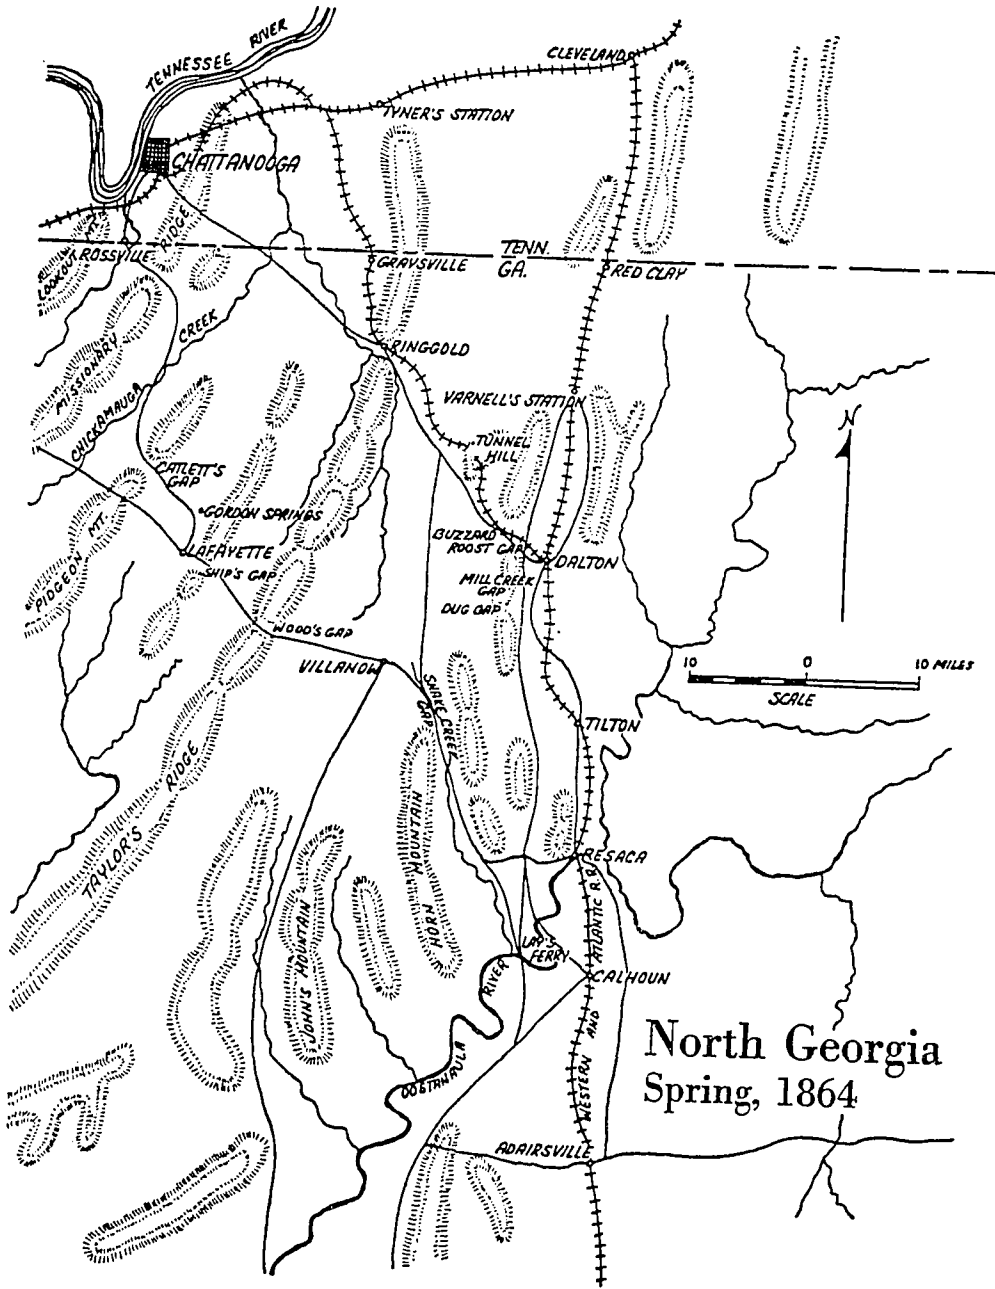 TENNESSEE RIVER
CLEVELAND
TYNER'S STATION
CHATTANOOGA
RIDGE
LOOKOUT MT.
ROSSVILLE
TENN.
GA.
GRAYSVILLE
RED CLAY
MISSIONARY
CHICKAMAUGA CREEK
RINGGOLD
VARNELL'S STATION
N
TUNNEL
HILL
CATLETT'S
GAP
GORDON SPRINGS
PIDGEON MT.
LAFAYETTE
SHIP'S GAP
BUZZARD
ROOST GAP
DALTON
MILL CREEK
GAP
DUG GAP
WOOD'S GAP
VILLANOW
10 0 10 MILES
SCALE
SNAKE CREEK
GAP
TILTON
TAYLOR'S RIDGE
HORN MOUNTAIN
RESACA
JOHN'S MOUNTAIN
LAY'S
FERRY
CALHOUN
OOSTANAULA RIVER
WESTERN AND ATLANTIC R.R.
North Georgia
Spring, 1864
ADAIRSVILLE